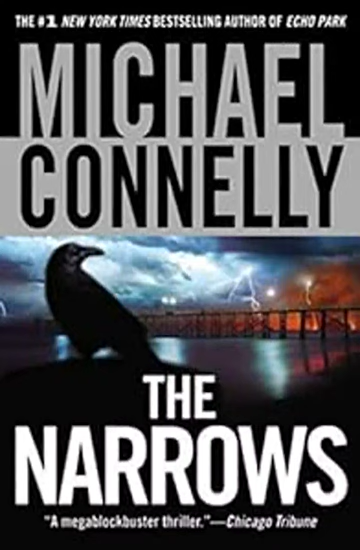 THE #1 NEW YORK TIMES BESTSELLING AUTHOR OF ECHO PARK
MICHAEL
CONNELLY
THE
NARROWS
"A megablockbuster thriller."—Chicago Tribune